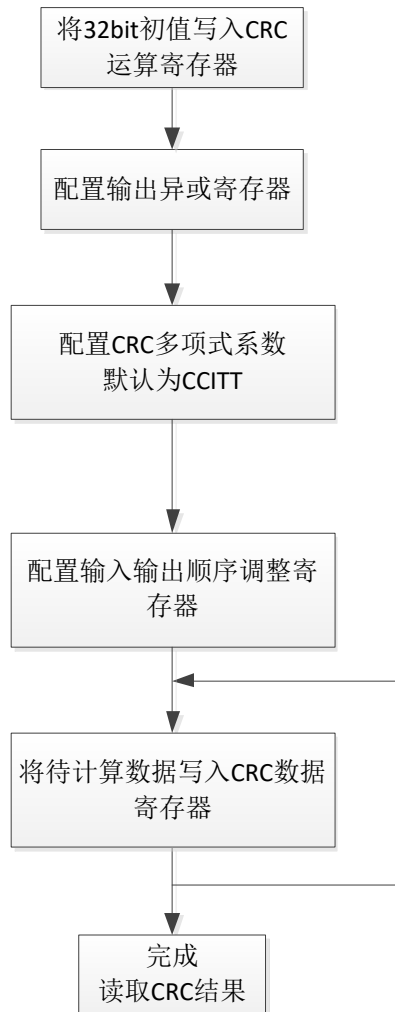 将32bit初值写入CRC
运算寄存器
配置输出异或寄存器
配置CRC多项式系数
默认为CCITT
配置输入输出顺序调整寄
存器
将待计算数据写入CRC数据
寄存器
完成
读取CRC结果